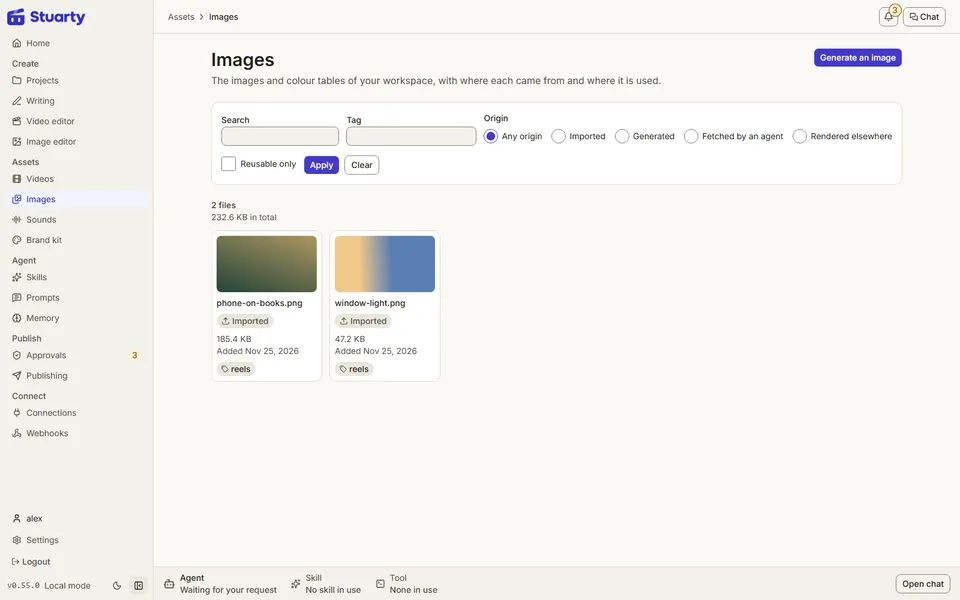 Stuarty
Home
Create
Projects
Writing
Video editor
Image editor
Assets
Videos
Images
Sounds
Brand kit
Agent
Skills
Prompts
Memory
Publish
Approvals 3
Publishing
Connect
Connections
Webhooks
alex
Settings
Logout
v0.55.0 Local mode
Assets > Images
3
Chat
Images
Generate an image
The images and colour tables of your workspace, with where each came from and where it is used.
Search
Tag
Origin
Any origin
Imported
Generated
Fetched by an agent
Rendered elsewhere
Reusable only
Apply
Clear
2 files
232.6 KB in total
phone-on-books.png
Imported
185.4 KB
Added Nov 25, 2026
reels
window-light.png
Imported
47.2 KB
Added Nov 25, 2026
reels
Agent
Waiting for your request
Skill
No skill in use
Tool
None in use
Open chat